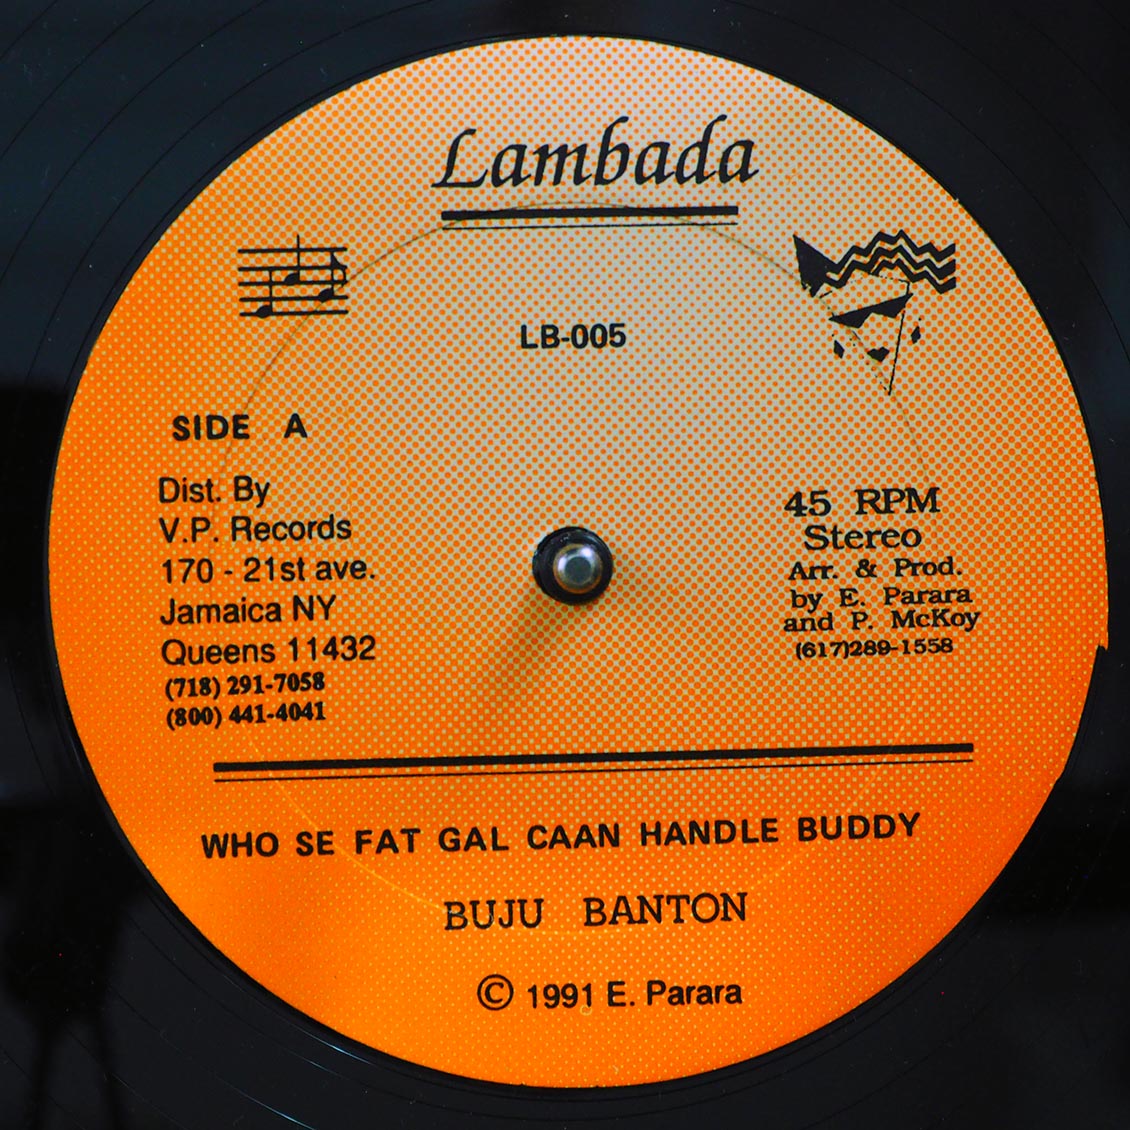 Lambada
LB-005
SIDE A
Dist. By
V.P. Records
170 - 21st ave.
Jamaica NY
Queens 11432
(718) 291-7058
(800) 441-4041
45 RPM
Stereo
Arr. & Prod.
by E. Parara
and P. McKoy
(617)289-1558
WHO SE FAT GAL CAAN HANDLE BUDDY
BUJU BANTON
© 1991 E. Parara